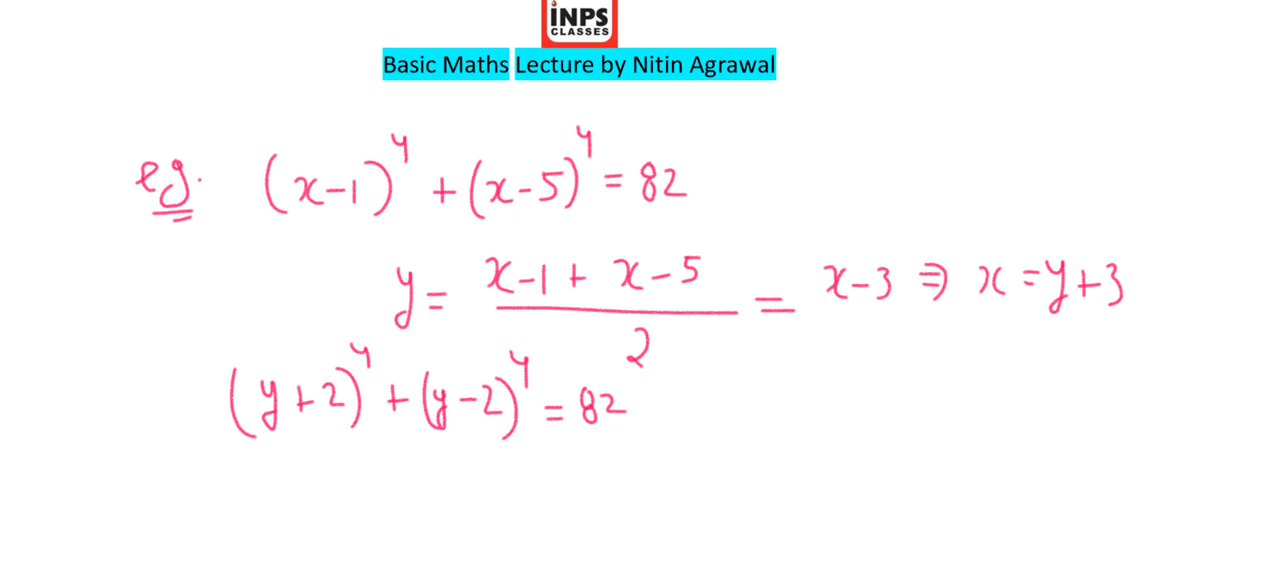 iNPS
CLASSES
Basic Maths Lecture by Nitin Agrawal
eg. (x-1)^4 + (x-5)^4 = 82
y = \frac{x-1 + x-5}{2} = x-3 ⇒ x = y+3
(y+2)^4 + (y-2)^4 = 82